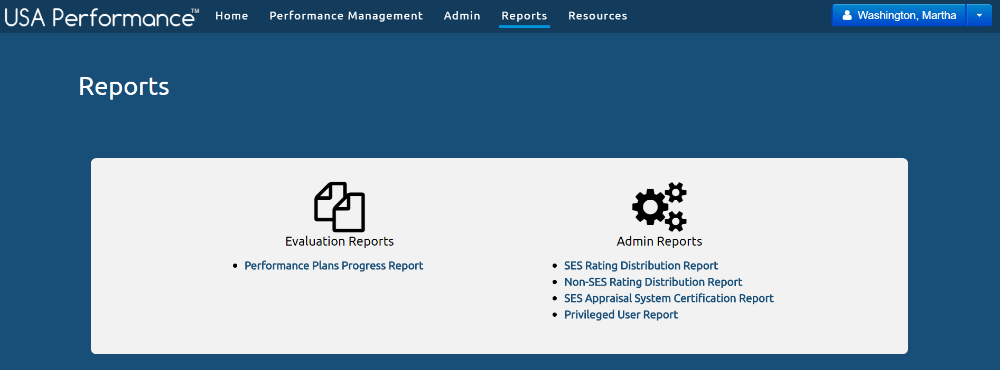 USA Performance™ Home Performance Management Admin Reports Resources Washington, Martha
Reports
Evaluation Reports
• Performance Plans Progress Report
Admin Reports
• SES Rating Distribution Report
• Non-SES Rating Distribution Report
• SES Appraisal System Certification Report
• Privileged User Report